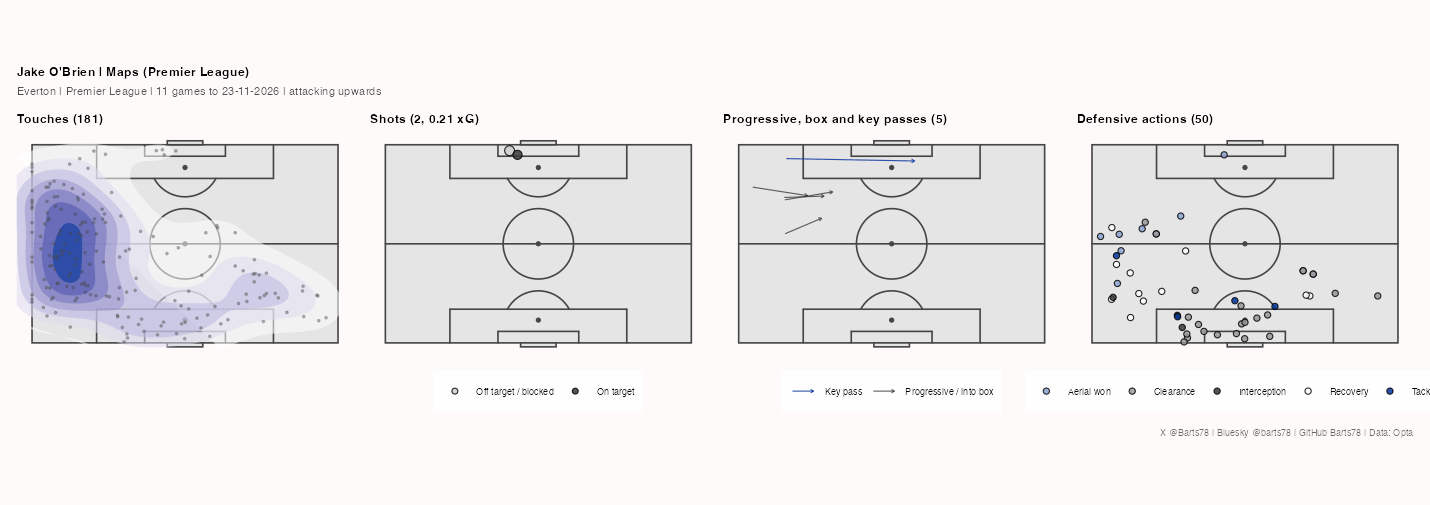 Jake O'Brien | Maps (Premier League)
Everton | Premier League | 11 games to 23-11-2026 | attacking upwards
Touches (181)
Shots (2, 0.21 xG)
Progressive, box and key passes (5)
Defensive actions (50)
Off target / blocked
On target
Key pass
Progressive / into box
Aerial won
Clearance
Interception
Recovery
Tack
X @Barts78 | Bluesky @barts78 | GitHub Barts78 | Data: Opta